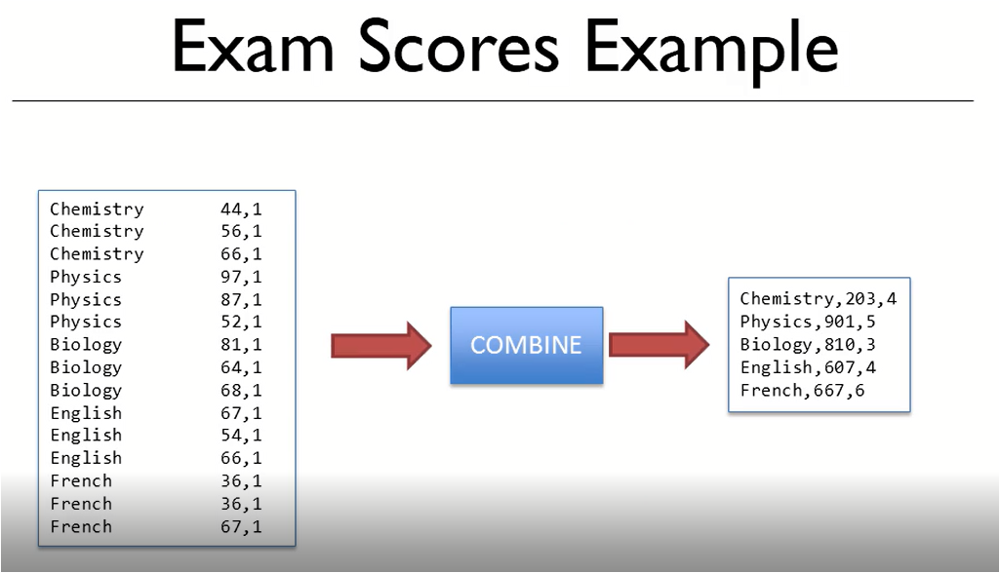 Exam Scores Example
Chemistry 44,1
Chemistry 56,1
Chemistry 66,1
Physics 97,1
Physics 87,1
Physics 52,1
Biology 81,1
Biology 64,1
Biology 68,1
English 67,1
English 54,1
English 66,1
French 36,1
French 36,1
French 67,1
COMBINE
Chemistry,203,4
Physics,901,5
Biology,810,3
English,607,4
French,667,6